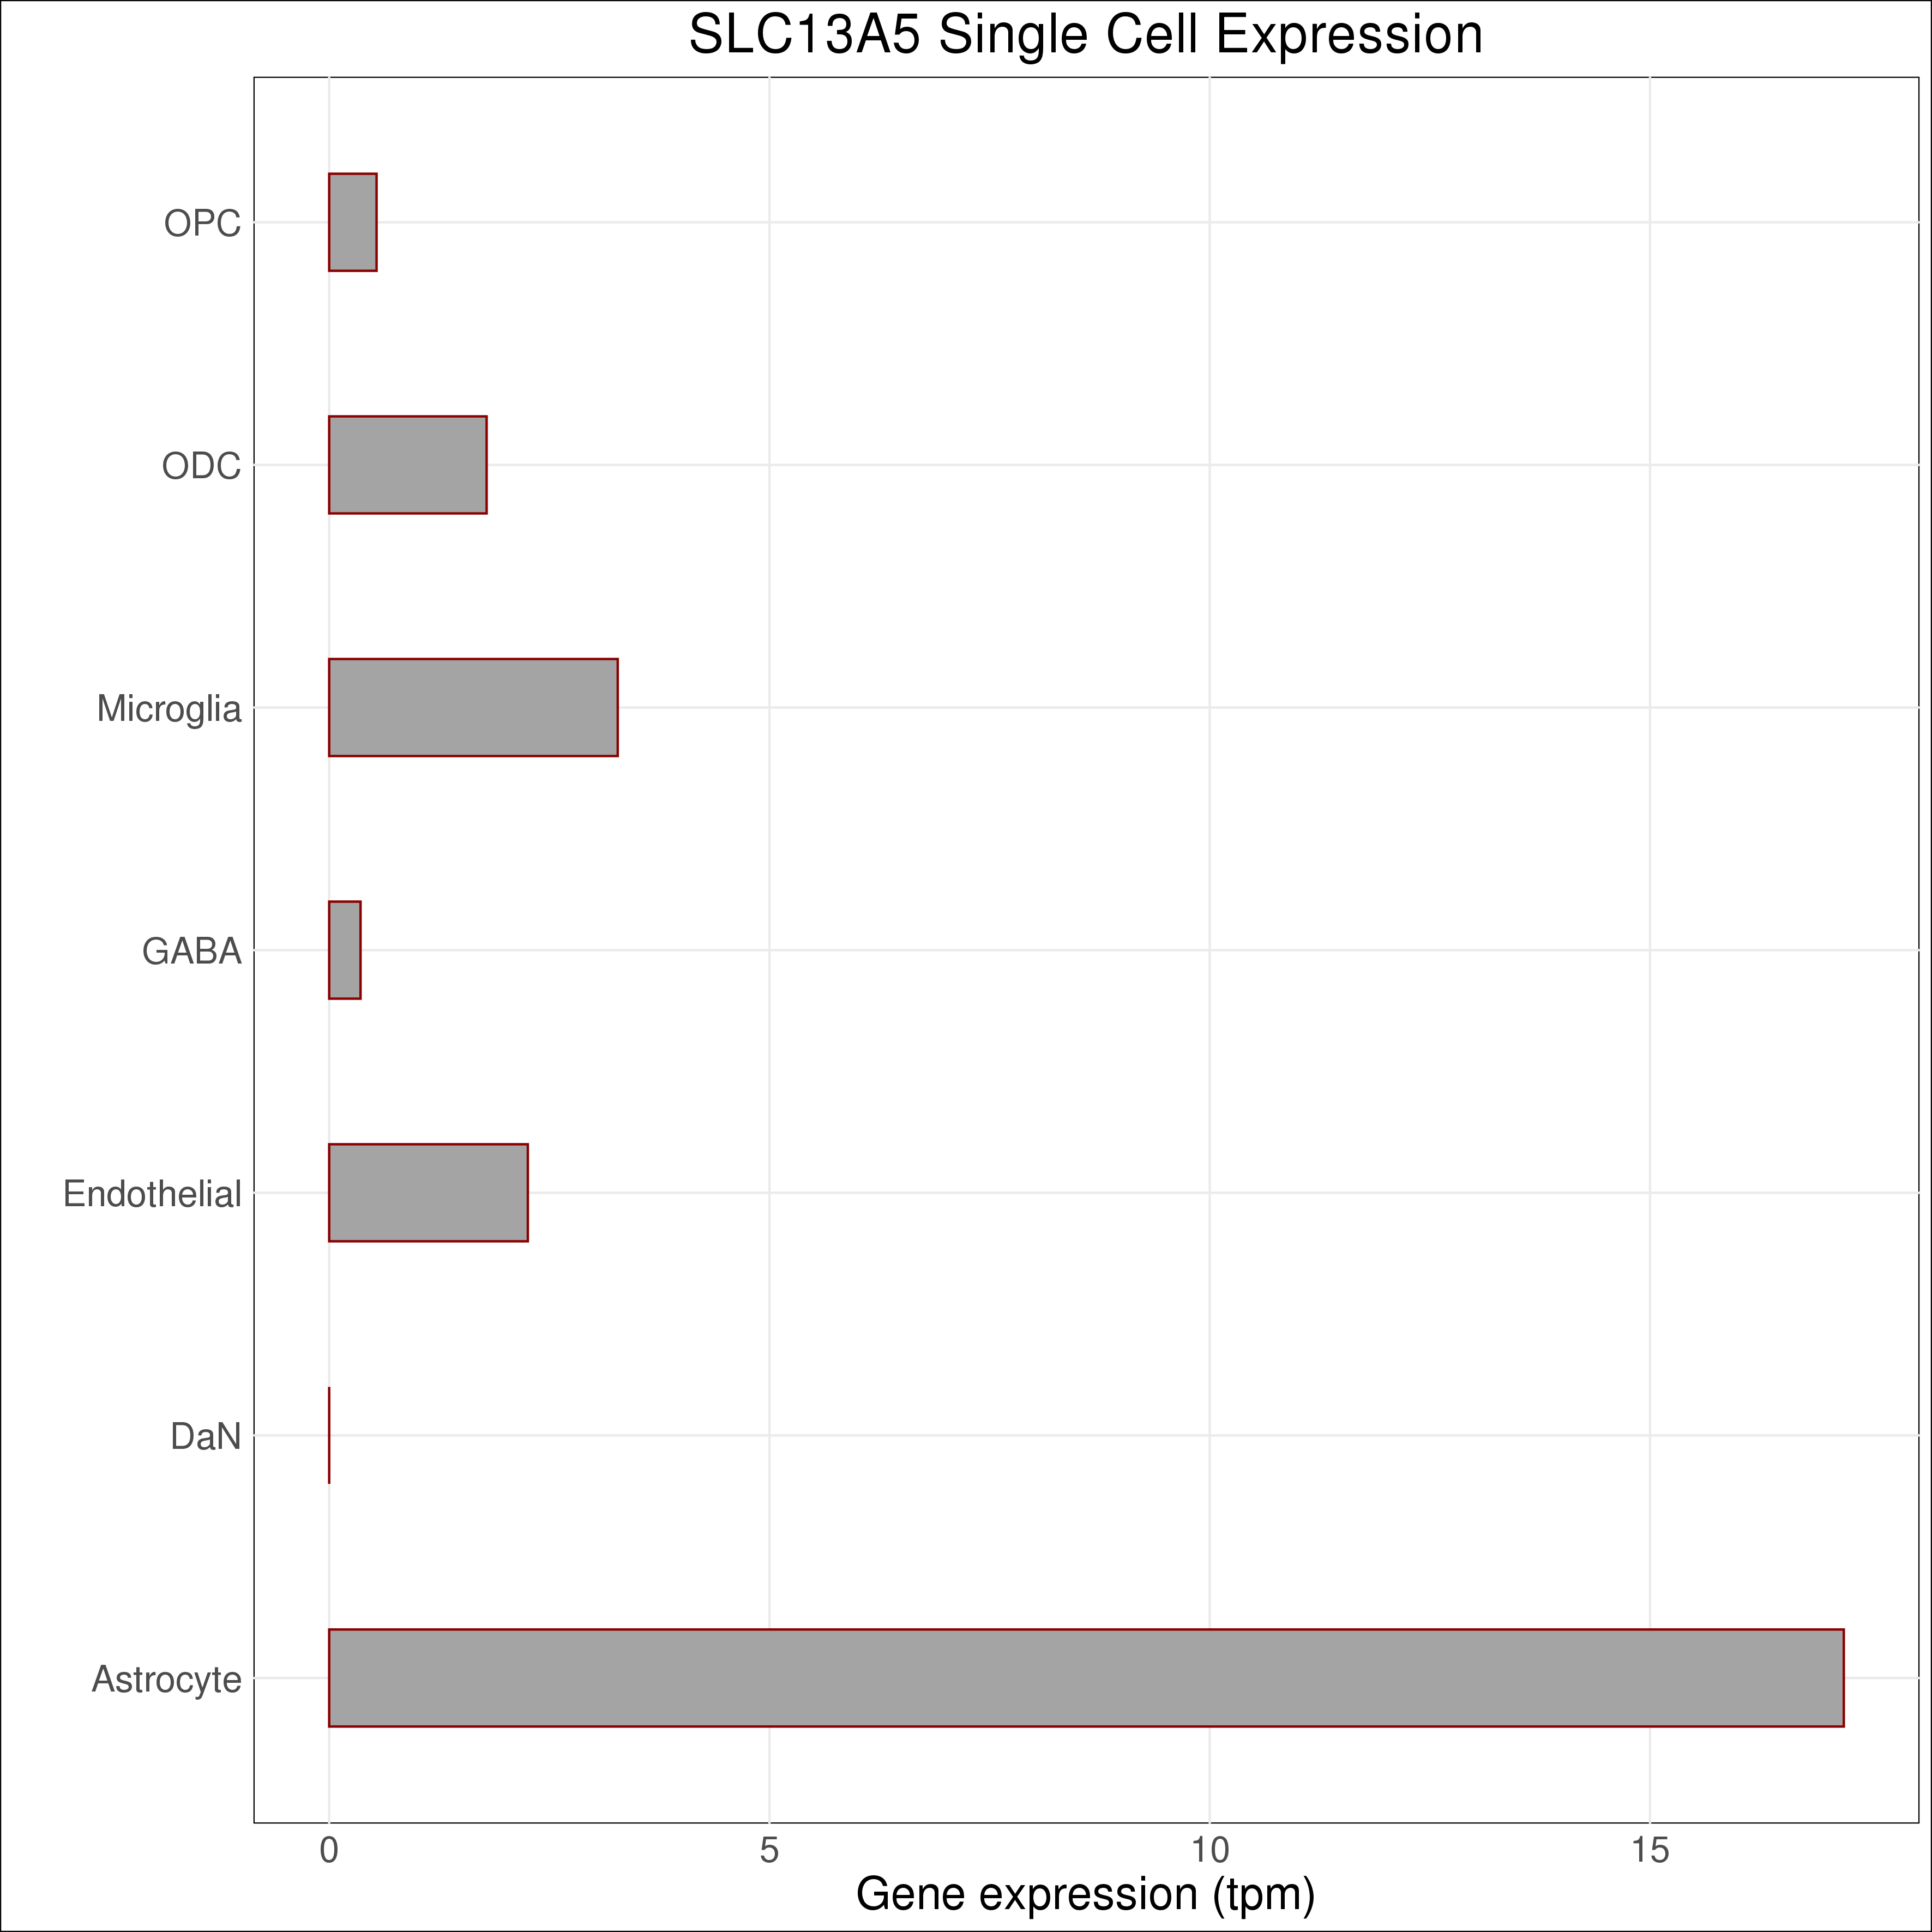 SLC13A5 Single Cell Expression
OPC
ODC
Microglia
GABA
Endothelial
DaN
Astrocyte
0 5 10 15
Gene expression (tpm)